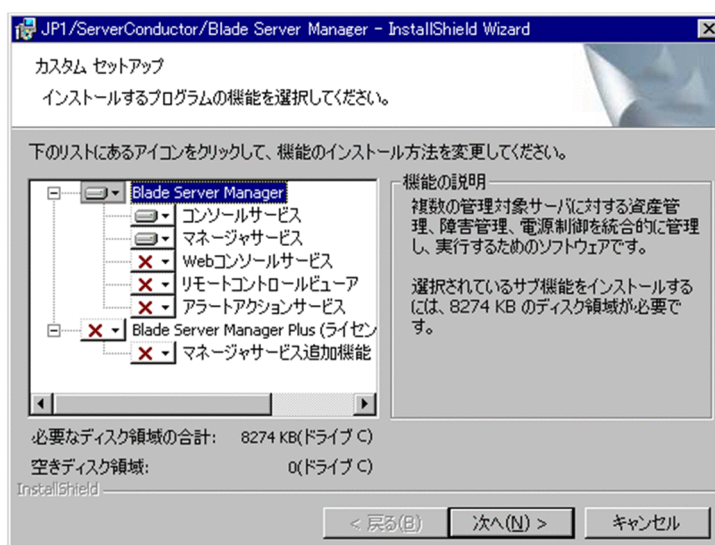 JP1/ServerConductor/Blade Server Manager - InstallShield Wizard
カスタム セットアップ
インストールするプログラムの機能を選択してください。
下のリストにあるアイコンをクリックして、機能のインストール方法を変更してください。
Blade Server Manager
コンソールサービス
マネージャサービス
Webコンソールサービス
リモートコントロールビューア
アラートアクションサービス
Blade Server Manager Plus (ライセン
マネージャサービス追加機能
機能の説明
複数の管理対象サーバに対する資産管
理、障害管理、電源制御を統合的に管理
し、実行するためのソフトウェアです。
選択されているサブ機能をインストールする
には、8274 KB のディスク領域が必要で
す。
必要なディスク領域の合計: 8274 KB(ドライブ C)
空きディスク領域: 0(ドライブ C)
InstallShield
< 戻る(B) 次へ(N) > キャンセル